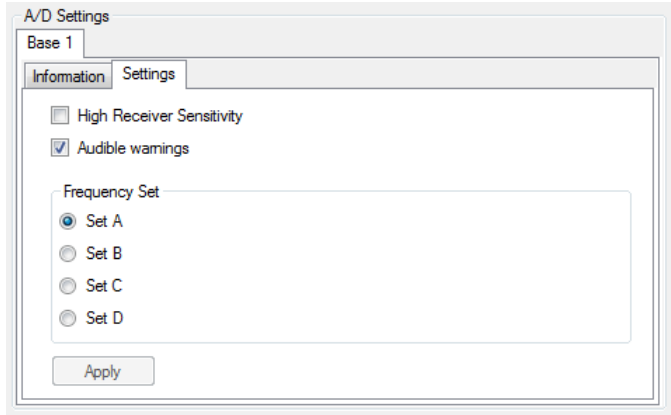 A/D Settings
Base 1
Information Settings
High Receiver Sensitivity
Audible warnings
Frequency Set
Set A
Set B
Set C
Set D
Apply